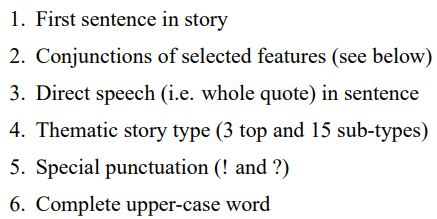 1. First sentence in story
2. Conjunctions of selected features (see below)
3. Direct speech (i.e. whole quote) in sentence
4. Thematic story type (3 top and 15 sub-types)
5. Special punctuation (! and ?)
6. Complete upper-case word